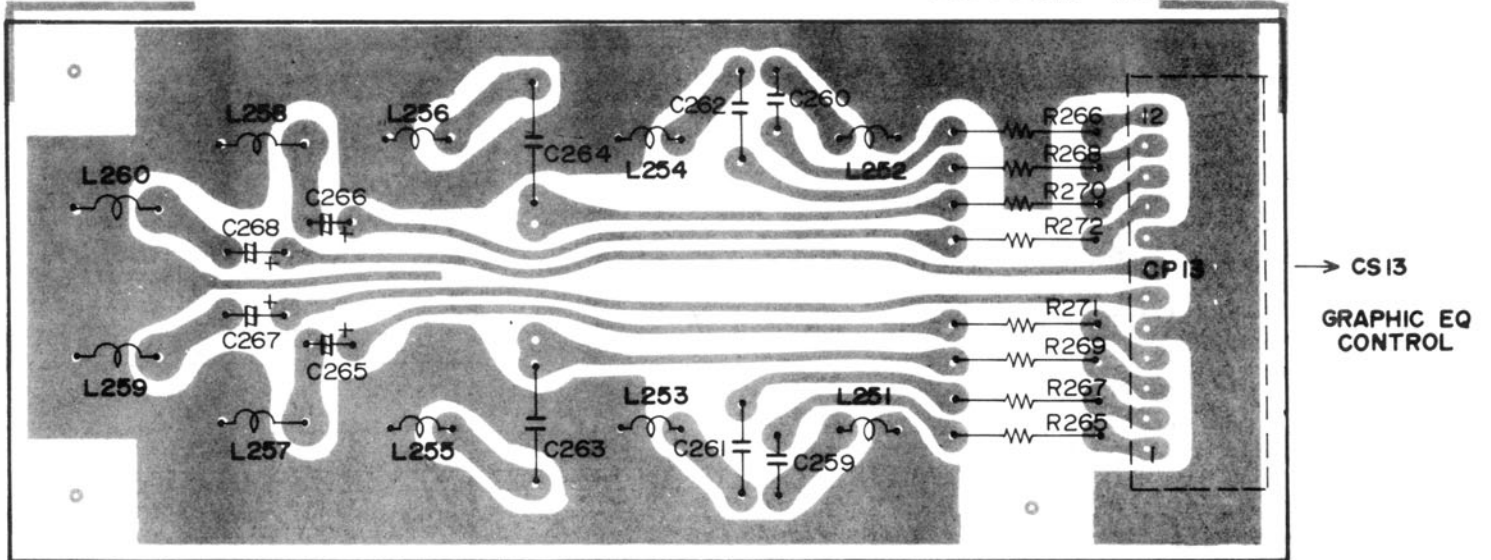 L258
L256
C262
C260
R266
12
C264
R268
L254
L252
L260
C266
R270
C268
R272
+
+
CP13
CS13
+
+
R271
GRAPHIC EQ
CONTROL
C267
R269
C265
L259
R267
L253
L251
R265
L257
L255
C263
C261
C259
1